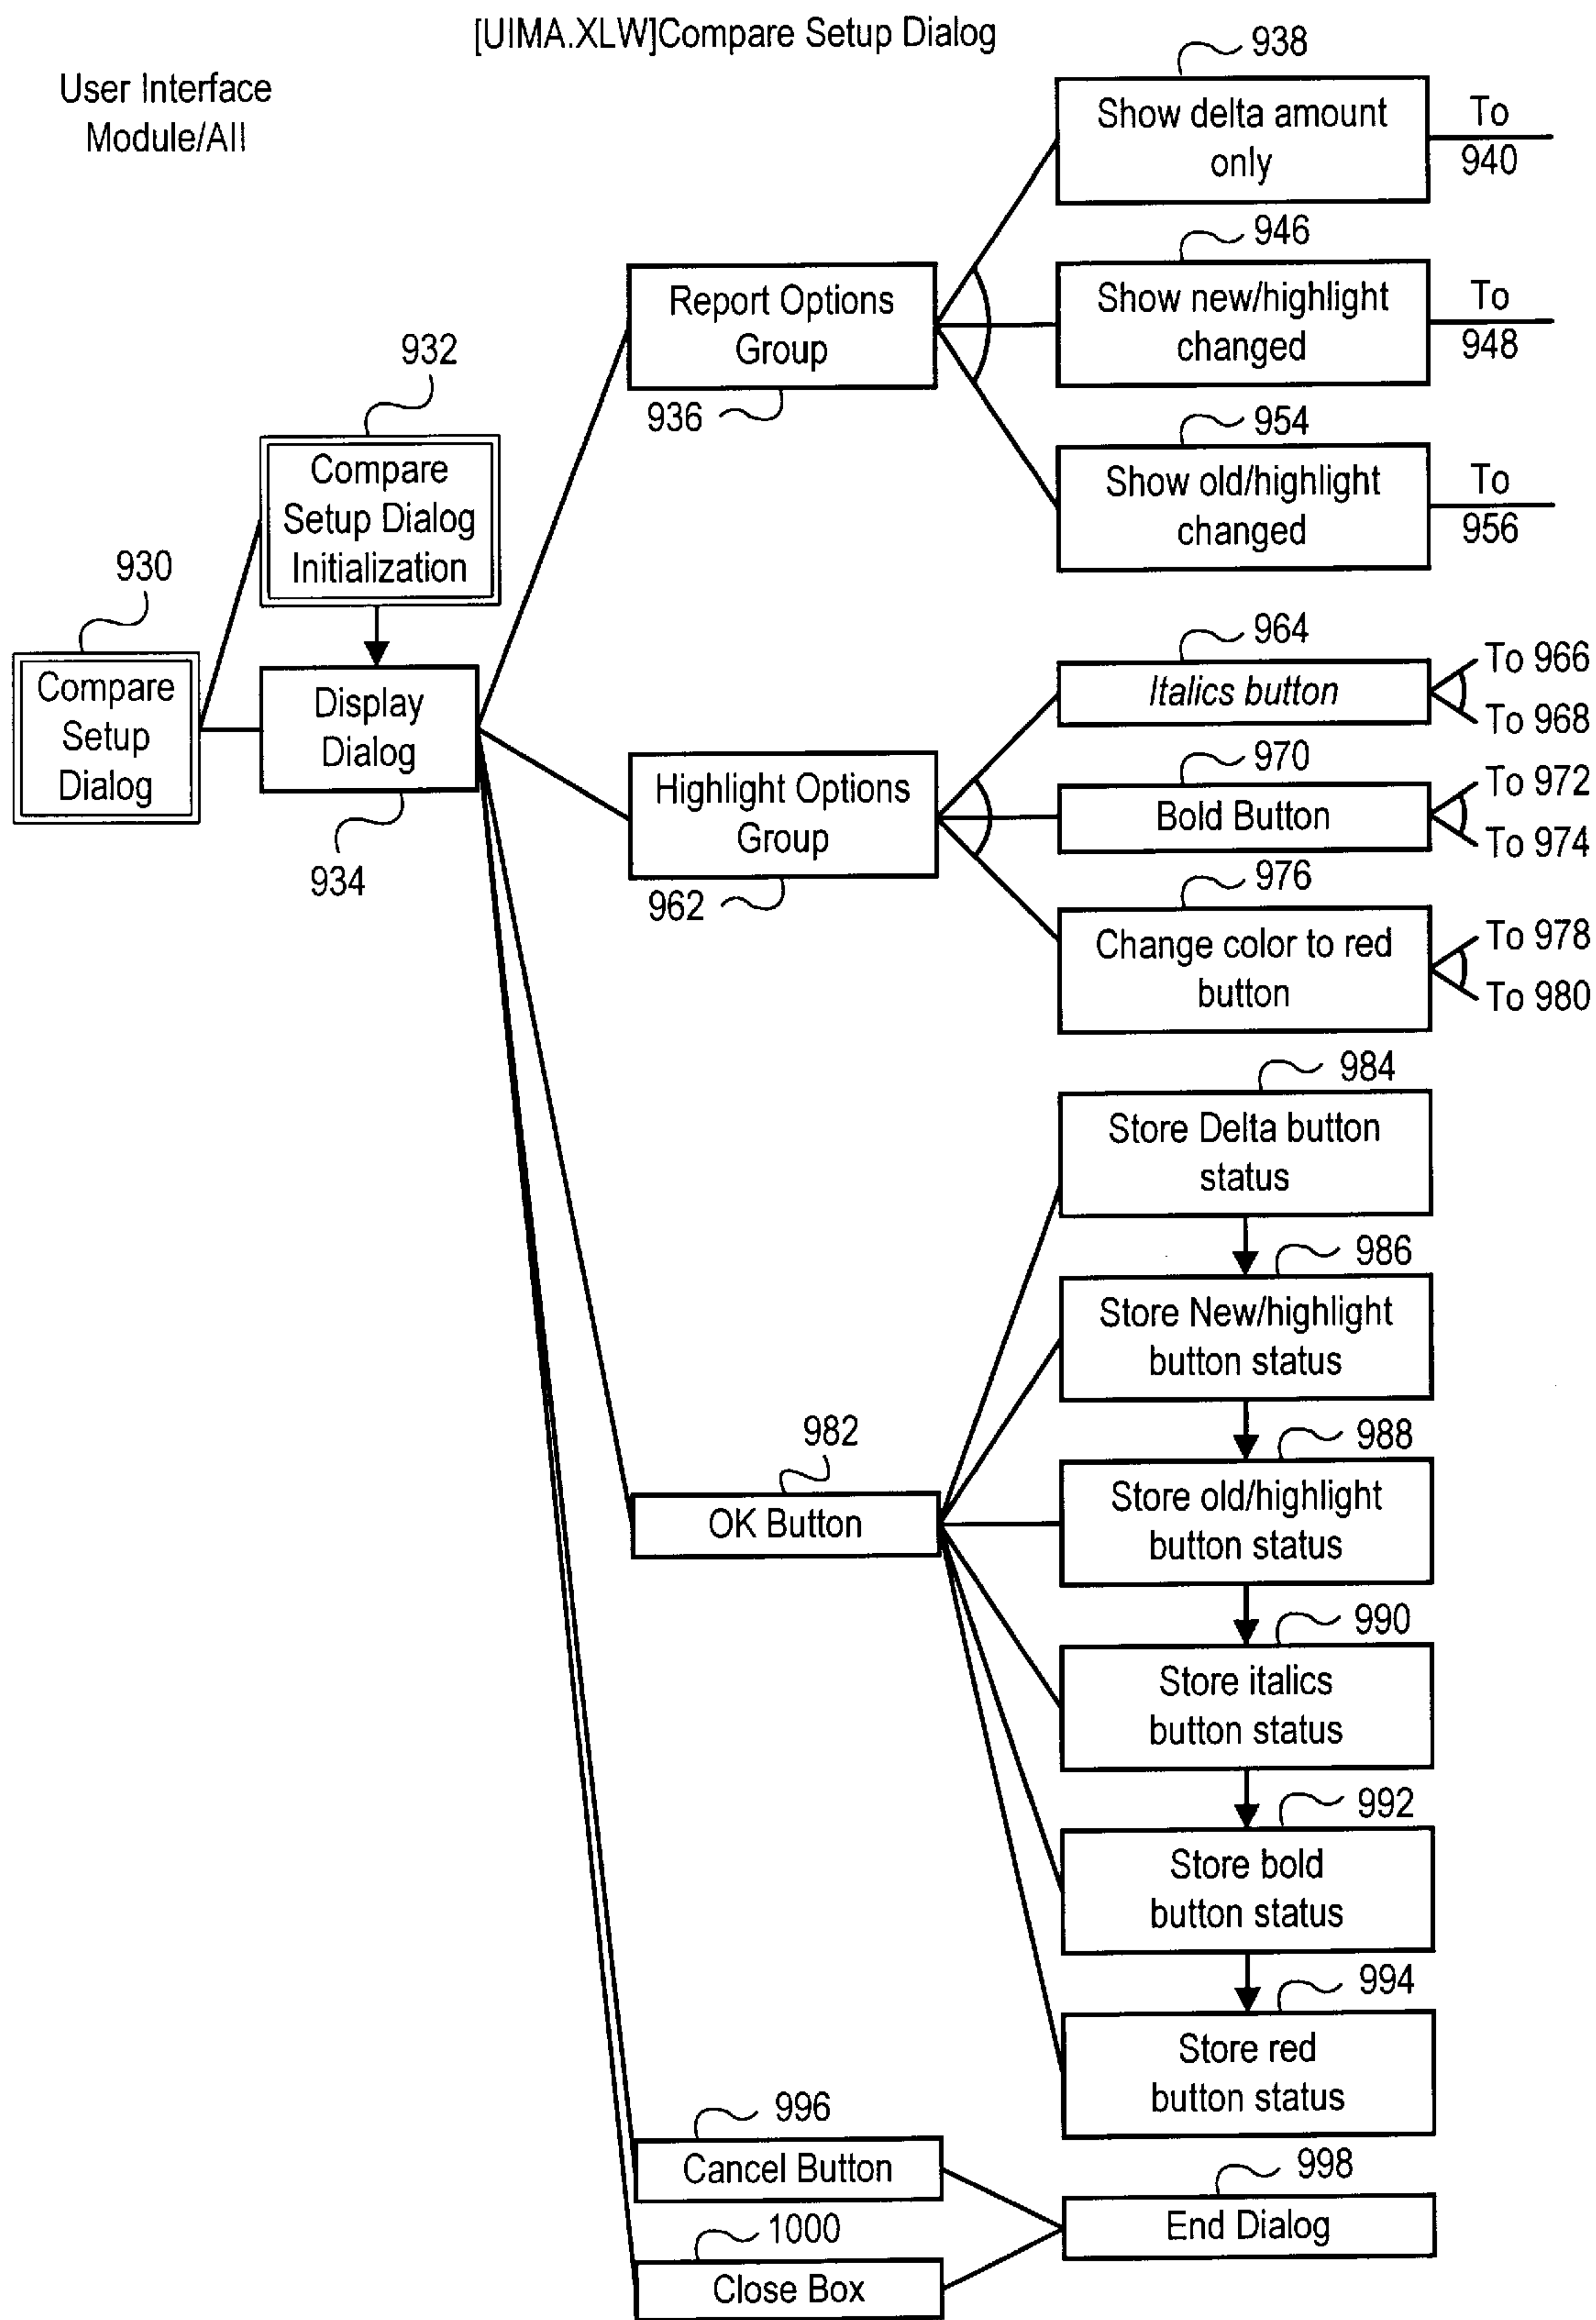 [UIMA.XLW]Compare Setup Dialog
User Interface
Module/All
938
Show delta amount
only
To
940
946
Show new/highlight
changed
To
948
954
Show old/highlight
changed
To
956
Report Options
Group
936
932
Compare
Setup Dialog
Initialization
930
Compare
Setup
Dialog
Display
Dialog
934
Highlight Options
Group
962
964
Italics button
To 966
To 968
970
Bold Button
To 972
To 974
976
Change color to red
button
To 978
To 980
982
OK Button
984
Store Delta button
status
986
Store New/highlight
button status
988
Store old/highlight
button status
990
Store italics
button status
992
Store bold
button status
994
Store red
button status
996
Cancel Button
998
End Dialog
1000
Close Box